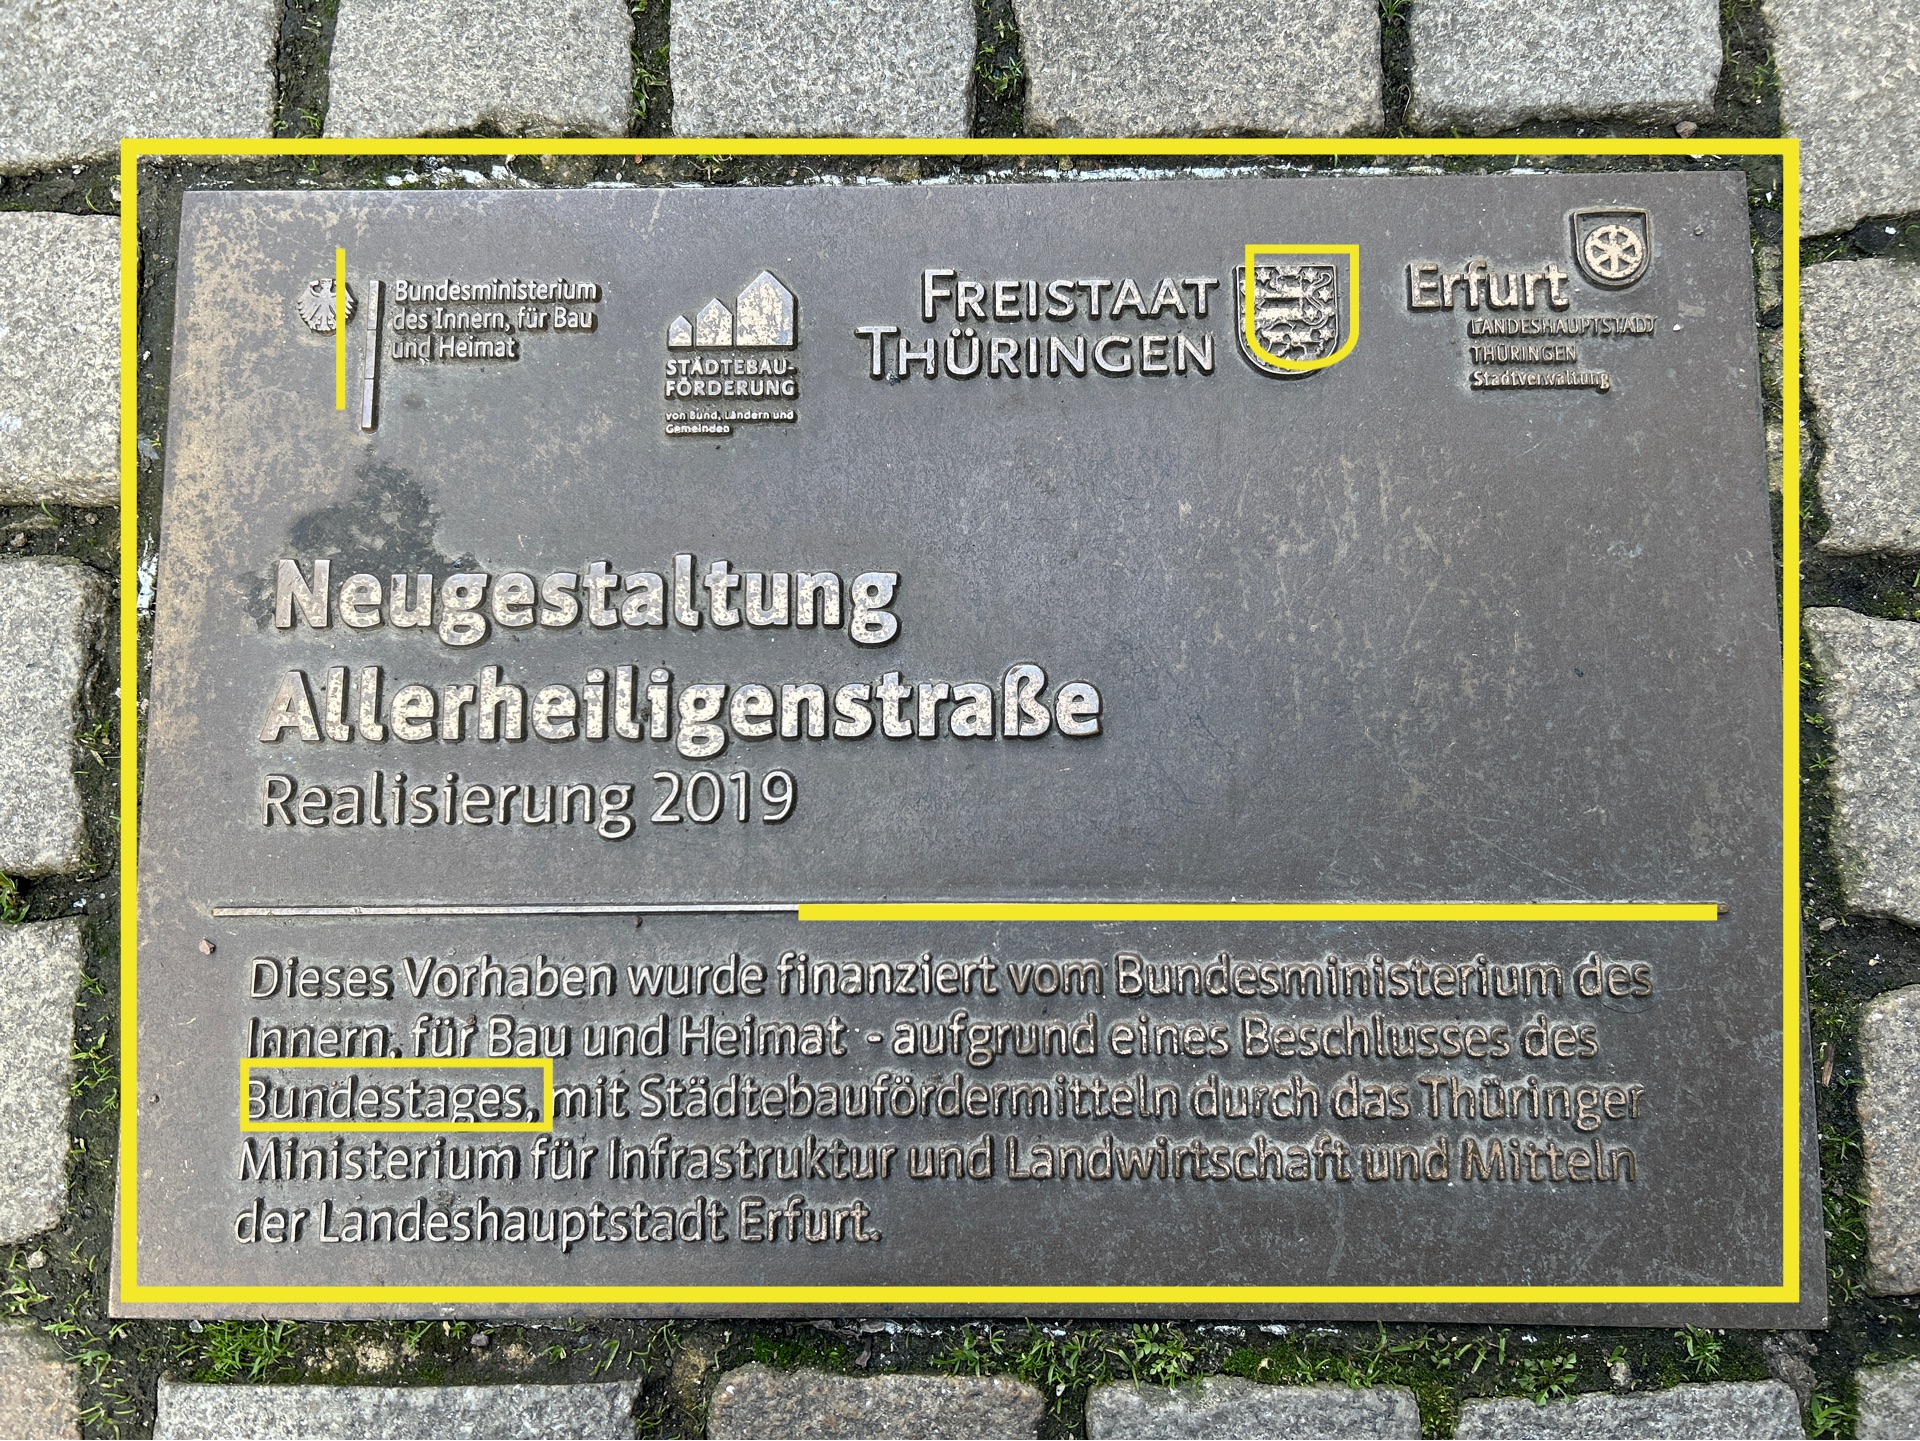 Bundesministerium
des Innern, für Bau
und Heimat
STÄDTEBAU-
FÖRDERUNG
von Bund, Ländern und
Gemeinden
FREISTAAT
THÜRINGEN
Erfurt
LANDESHAUPTSTADT
THÜRINGEN
Stadtverwaltung
Neugestaltung
Allerheiligenstraße
Realisierung 2019
Dieses Vorhaben wurde finanziert vom Bundesministerium des
Innern, für Bau und Heimat - aufgrund eines Beschlusses des
Bundestages, mit Städtebaufördermitteln durch das Thüringer
Ministerium für Infrastruktur und Landwirtschaft und Mitteln
der Landeshauptstadt Erfurt.